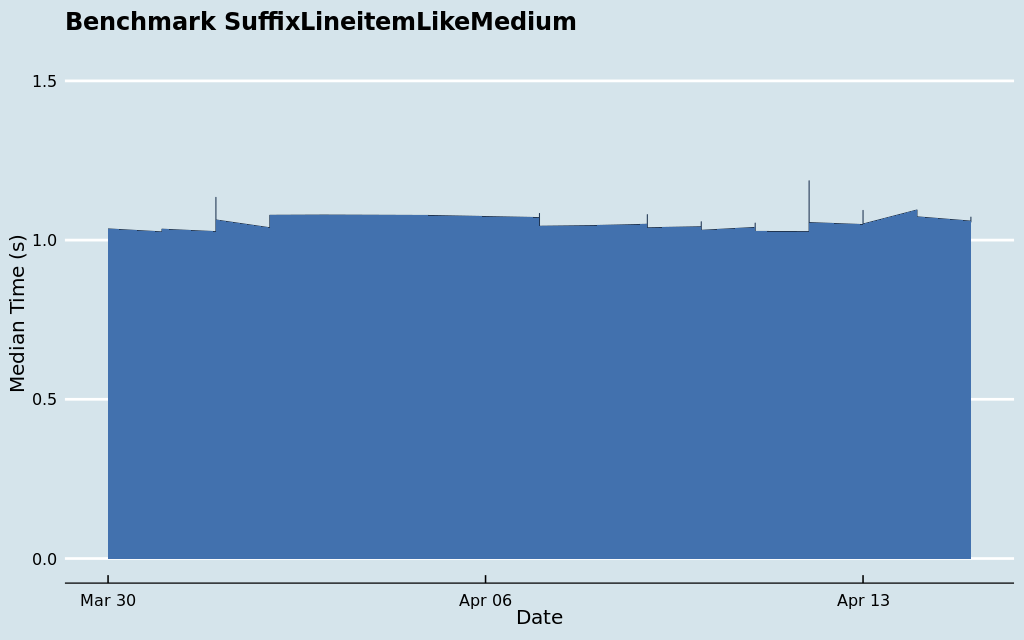 Benchmark SuffixLineitemLikeMedium
1.5
1.0
0.5
0.0
Median Time (s)
Mar 30
Apr 06
Apr 13
Date